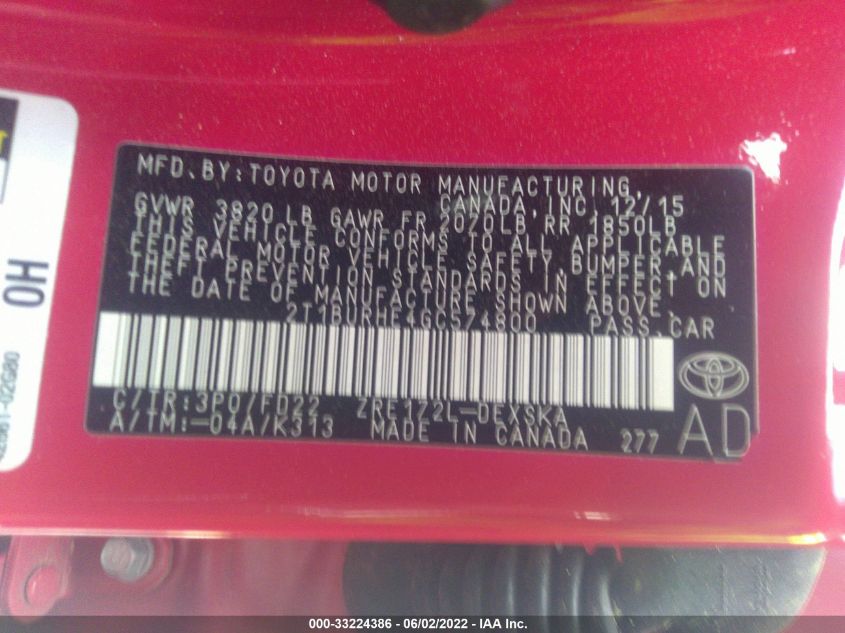 MFD.BY:TOYOTA MOTOR MANUFACTURING,
CANADA, INC. 12/15
GVWR 3820 LB GAWR FR 2020LB RR 1850LB
THIS VEHICLE CONFORMS TO ALL APPLICABLE
FEDERAL MOTOR VEHICLE SAFETY, BUMPER, AND
THEFT PREVENTION STANDARDS IN EFFECT ON
THE DATE OF MANUFACTURE SHOWN ABOVE.
2T1BURHE4GC574800 PASS.CAR
C/TR:3P0/FD22 ZRE172L-DEXSKA
A/TM:-04A/K313 MADE IN CANADA 277
AD
OH
000-33224386 - 06/02/2022 - IAA Inc.